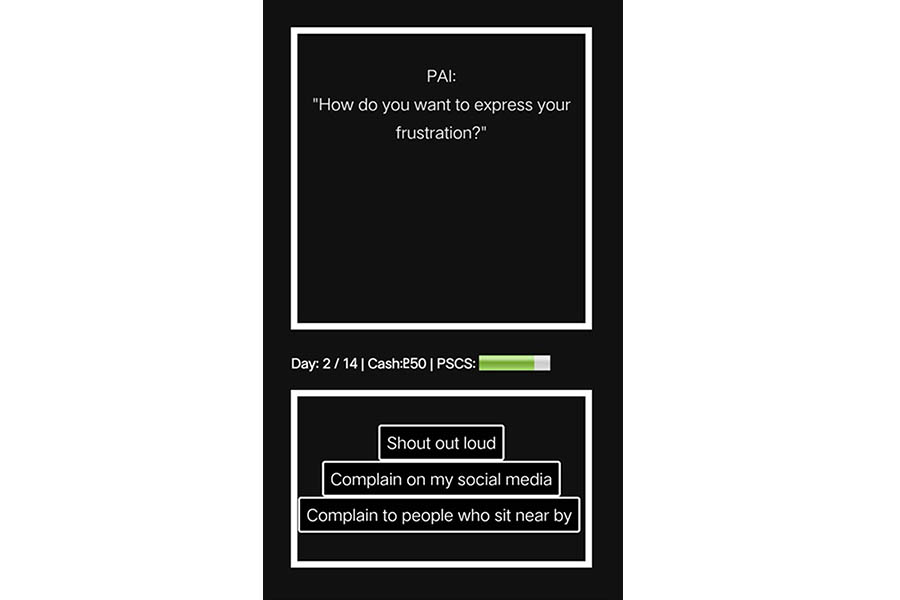 PAI:
"How do you want to express your
frustration?"
Day: 2 / 14 | Cash:₤50 | PSCS:
Shout out loud
Complain on my social media
Complain to people who sit near by